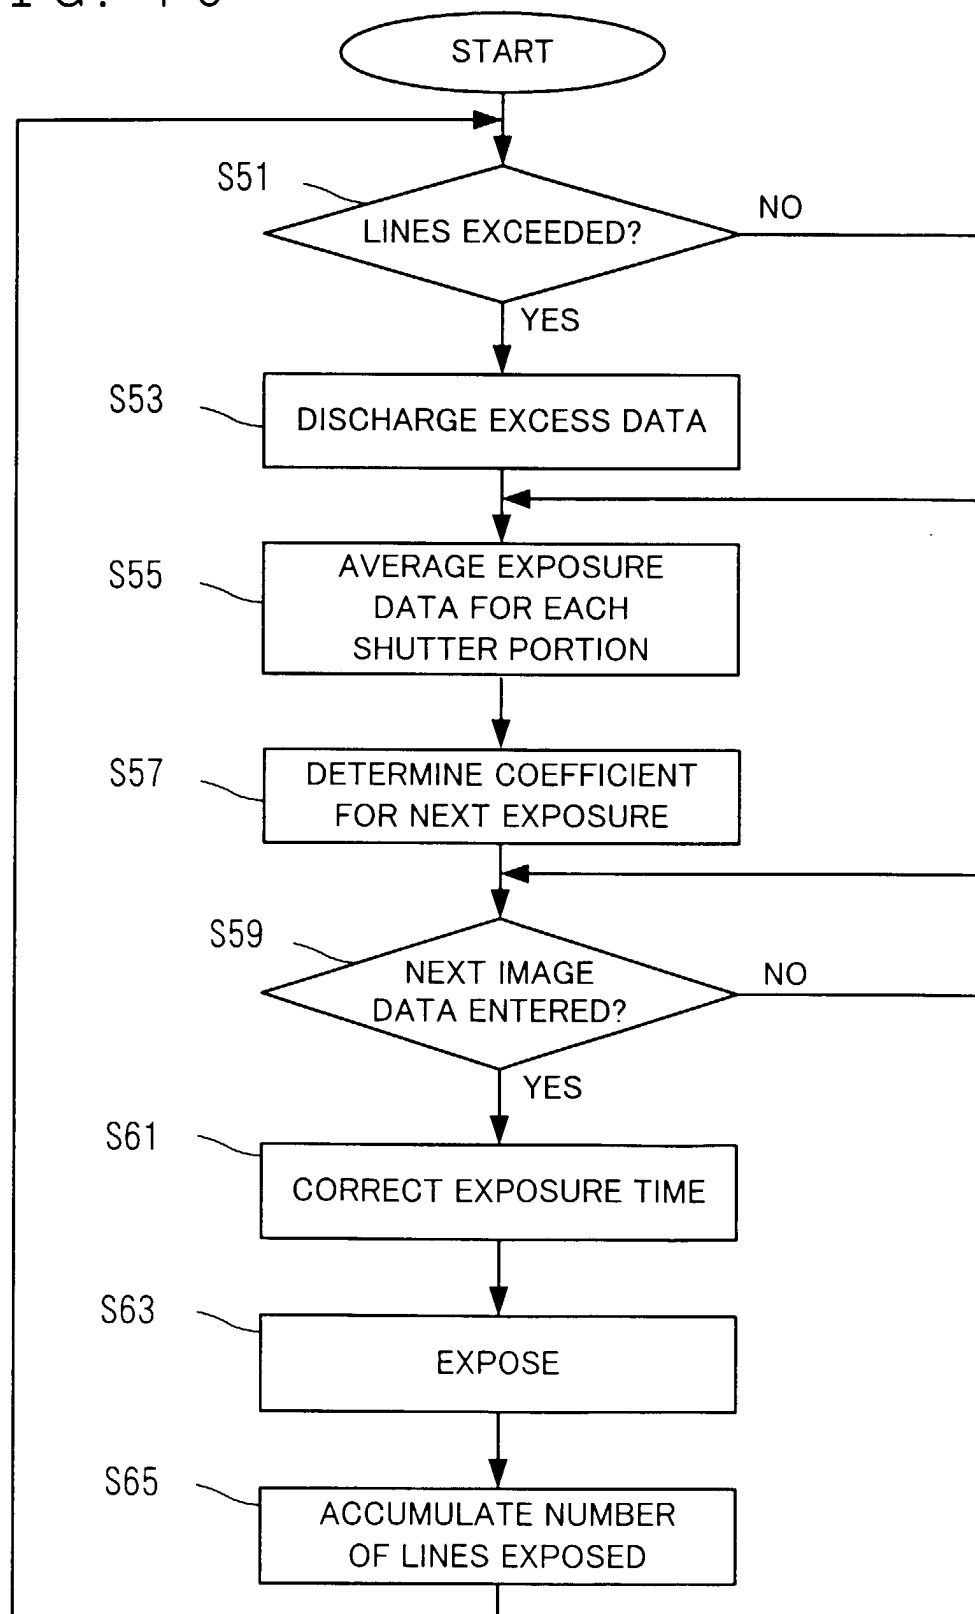 START
S51
LINES EXCEEDED?
NO
YES
S53
DISCHARGE EXCESS DATA
S55
AVERAGE EXPOSURE
DATA FOR EACH
SHUTTER PORTION
S57
DETERMINE COEFFICIENT
FOR NEXT EXPOSURE
S59
NEXT IMAGE
DATA ENTERED?
NO
YES
S61
CORRECT EXPOSURE TIME
S63
EXPOSE
S65
ACCUMULATE NUMBER
OF LINES EXPOSED